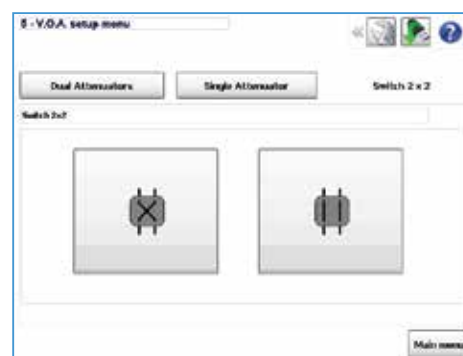 5 - V.O.A. setup menu
«
?
Dual Attenuators Single Attenuator Switch 2 x 2
Switch 2x2
Main menu